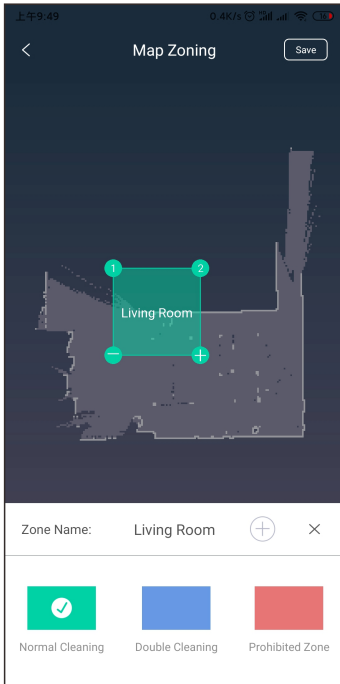 上午9:49
0.4K/s
16
Map Zoning
Save
1
2
Living Room
Zone Name:
Living Room
Normal Cleaning
Double Cleaning
Prohibited Zone